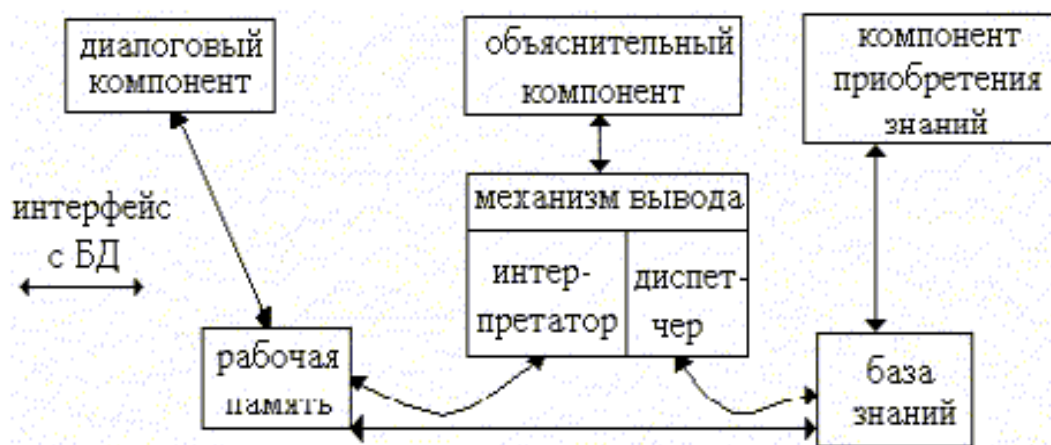 диалоговый
компонент
объяснительный
компонент
компонент
приобретения
знаний
интерфейс
с БД
механизм вывода
интер-
претатор
диспет-
чер
рабочая
память
база
знаний